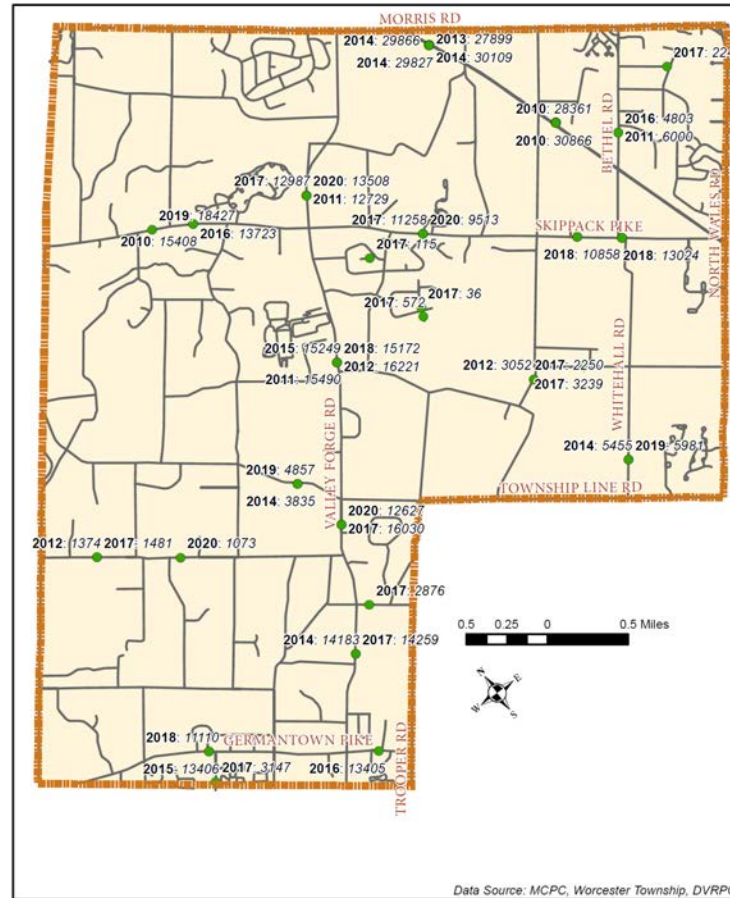 MORRIS RD
2014: 29866 2013: 27899
2014: 29827 2014: 30109
2017: 22
2010: 28361
2010: 30866
BETHEL RD
2016: 4803
2011: 6000
NORTH WALES RD
2017: 12987 2020: 13508
2011: 12729
2019: 18427
2010: 15408 2016: 13723
2017: 11258 2020: 9513
SKIPPACK PIKE
2017: 115
2018: 10858 2018: 13024
2017: 36
2017: 572
2015: 15249 2018: 15172
2012: 16221
2011: 15490
2012: 3052 2017: 2250
2017: 3239
WHITEHALL RD
VALLEY FORGE RD
2014: 5455 2019: 5981
2019: 4857
2014: 3835
TOWNSHIP LINE RD
2020: 12627
2017: 16030
2012: 1374 2017: 1481 2020: 1073
2017: 2876
0.5 0.25 0 0.5 Miles
2014: 14183 2017: 14259
N E
W S
2018: 11110 GERMANTOWN PIKE
TROOPER RD
2015: 13406 2017: 3147 2016: 13405
Data Source: MCPC, Worcester Township, DVRPC